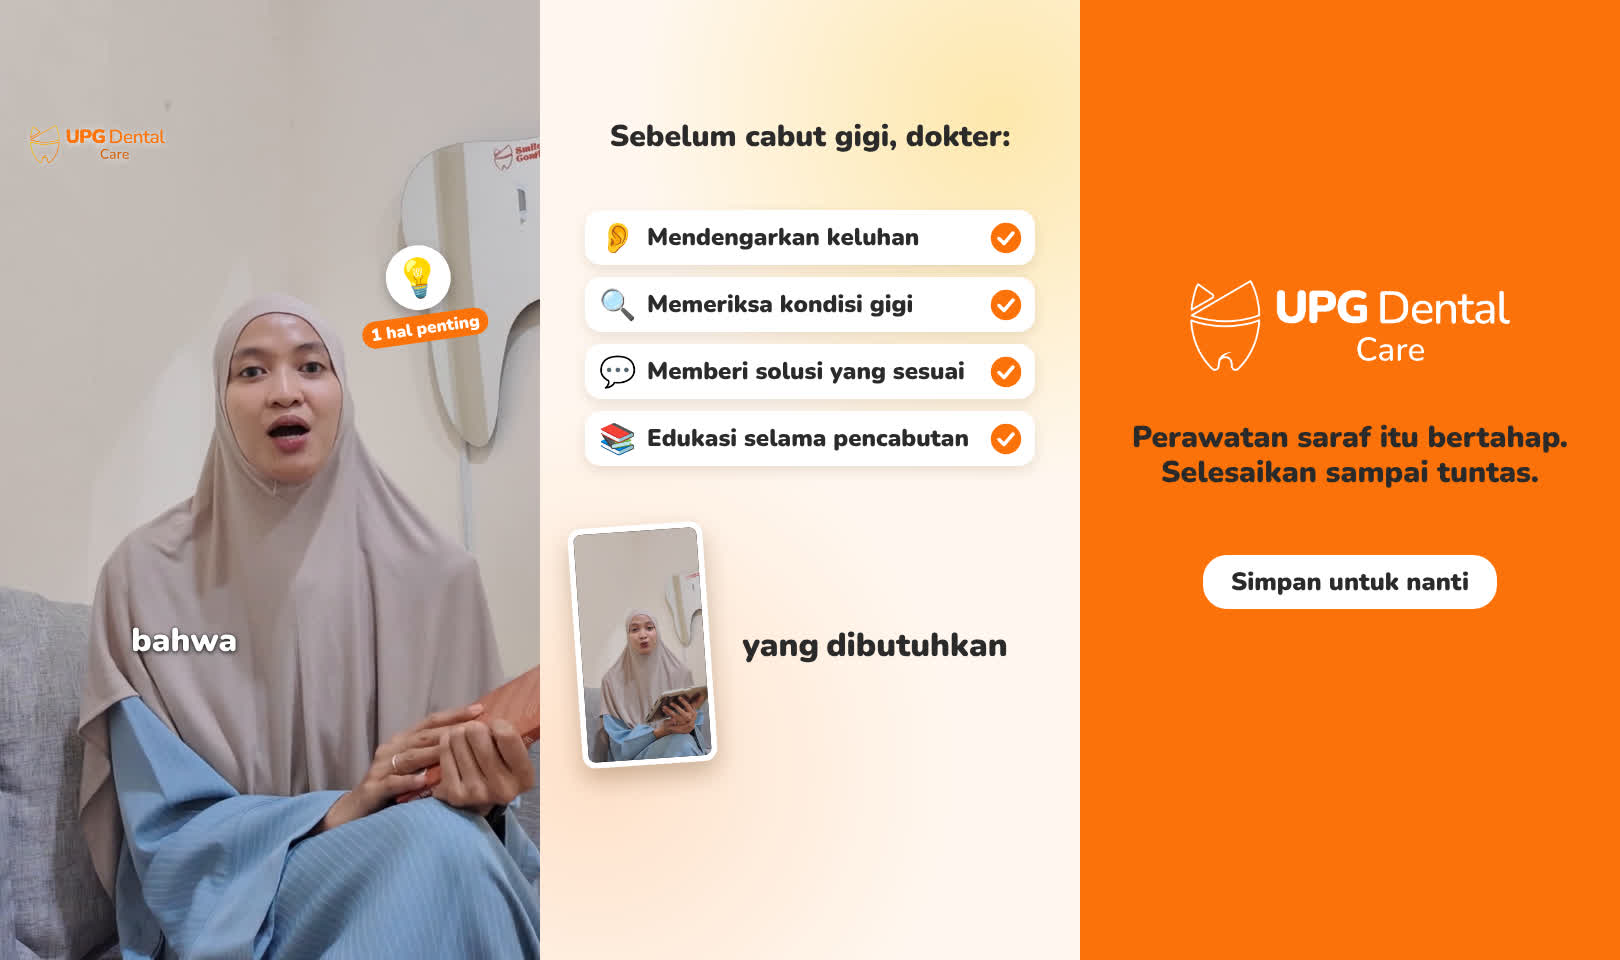 UPG Dental
Care
Smile
1 hal penting
bahwa
Sebelum cabut gigi, dokter:
Mendengarkan keluhan
Memeriksa kondisi gigi
Memberi solusi yang sesuai
Edukasi selama pencabutan
yang dibutuhkan
UPG Dental
Care
Perawatan saraf itu bertahap.
Selesaikan sampai tuntas.
Simpan untuk nanti